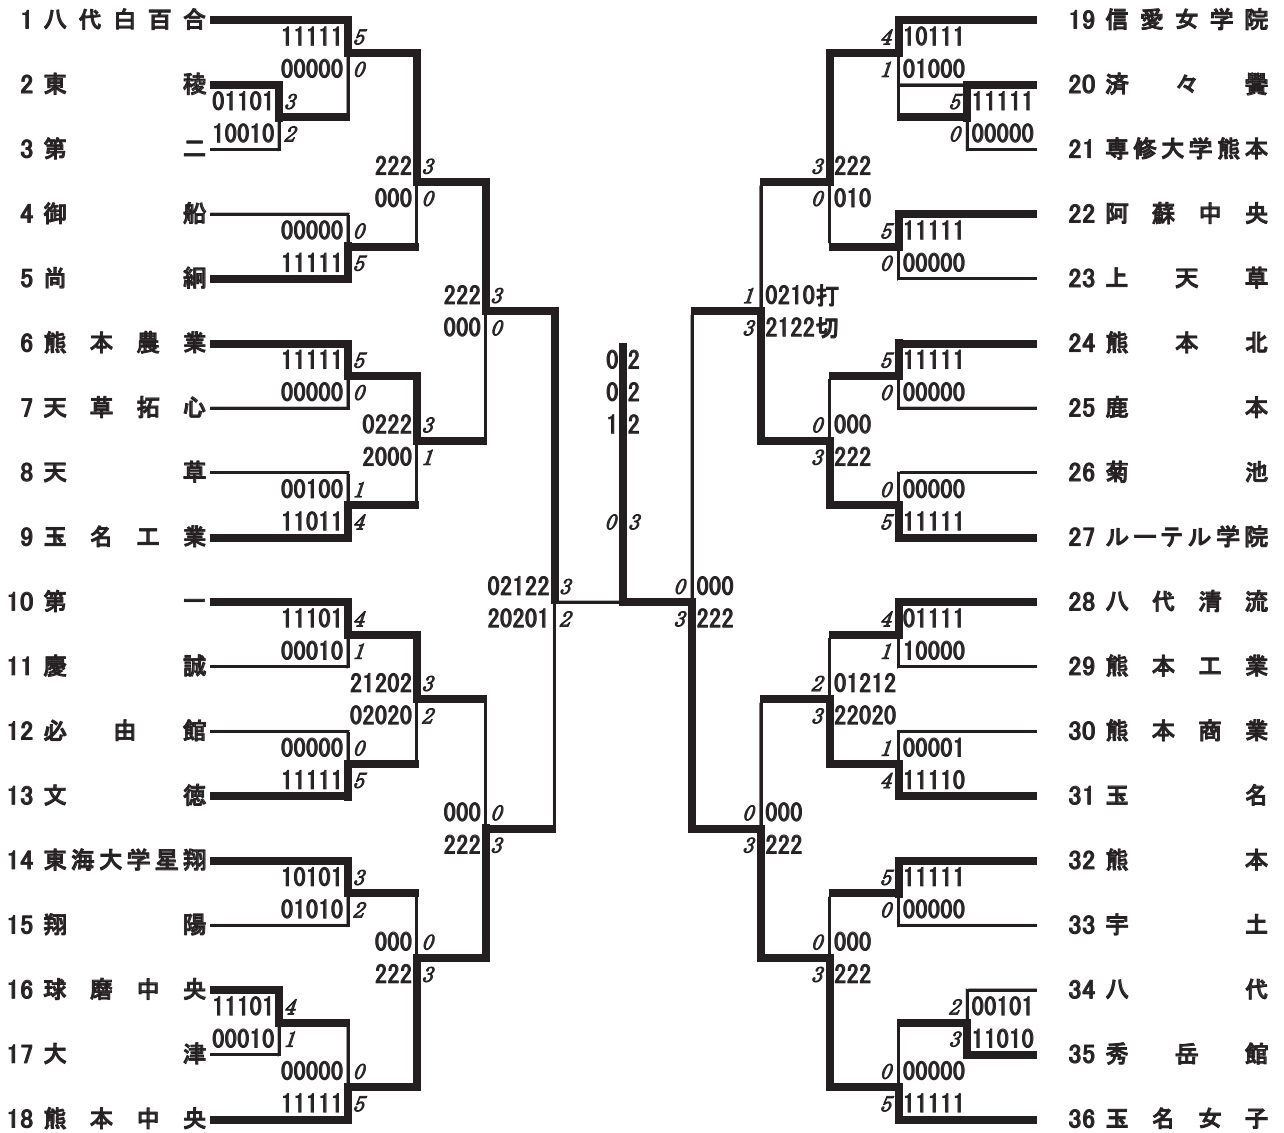 1 八代白百合
11111 5
00000 0
2 東稜
01101 3
10010 2
3 第二
222 3
000 0
4 御船
00000 0
11111 5
5 尚絅
222 3
000 0
6 熊本農業
11111 5
00000 0
7 天草拓心
0222 3
2000 1
8 天草
00100 1
11011 4
9 玉名工業
02122 3
20201 2
10 第一
11101 4
00010 1
11 慶誠
21202 3
02020 2
12 必由館
00000 0
11111 5
13 文徳
000 0
222 3
14 東海大学星翔
10101 3
01010 2
15 翔陽
000 0
222 3
16 球磨中央
11101 4
00010 1
17 大津
00000 0
11111 5
18 熊本中央
0 2
0 2
1 2
0 3
19 信愛女学院
4 10111
1 01000
20 済々黌
5 11111
0 00000
21 専修大学熊本
3 222
0 010
22 阿蘇中央
5 11111
0 00000
23 上天草
1 0210打
3 2122切
24 熊本北
5 11111
0 00000
25 鹿本
0 000
3 222
26 菊池
0 00000
5 11111
27 ルーテル学院
0 000
3 222
28 八代清流
4 01111
1 10000
29 熊本工業
2 01212
3 22020
30 熊本商業
1 00001
4 11110
31 玉名
0 000
3 222
32 熊本
5 11111
0 00000
33 宇土
0 000
3 222
34 八代
2 00101
3 11010
35 秀岳館
0 00000
5 11111
36 玉名女子